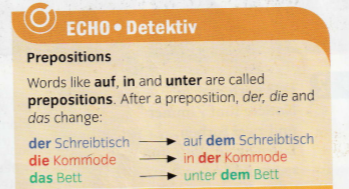 ECHO • Detektiv
Prepositions
Words like auf, in and unter are called
prepositions. After a preposition, der, die and
das change:
der Schreibtisch → auf dem Schreibtisch
die Kommode → in der Kommode
das Bett → unter dem Bett